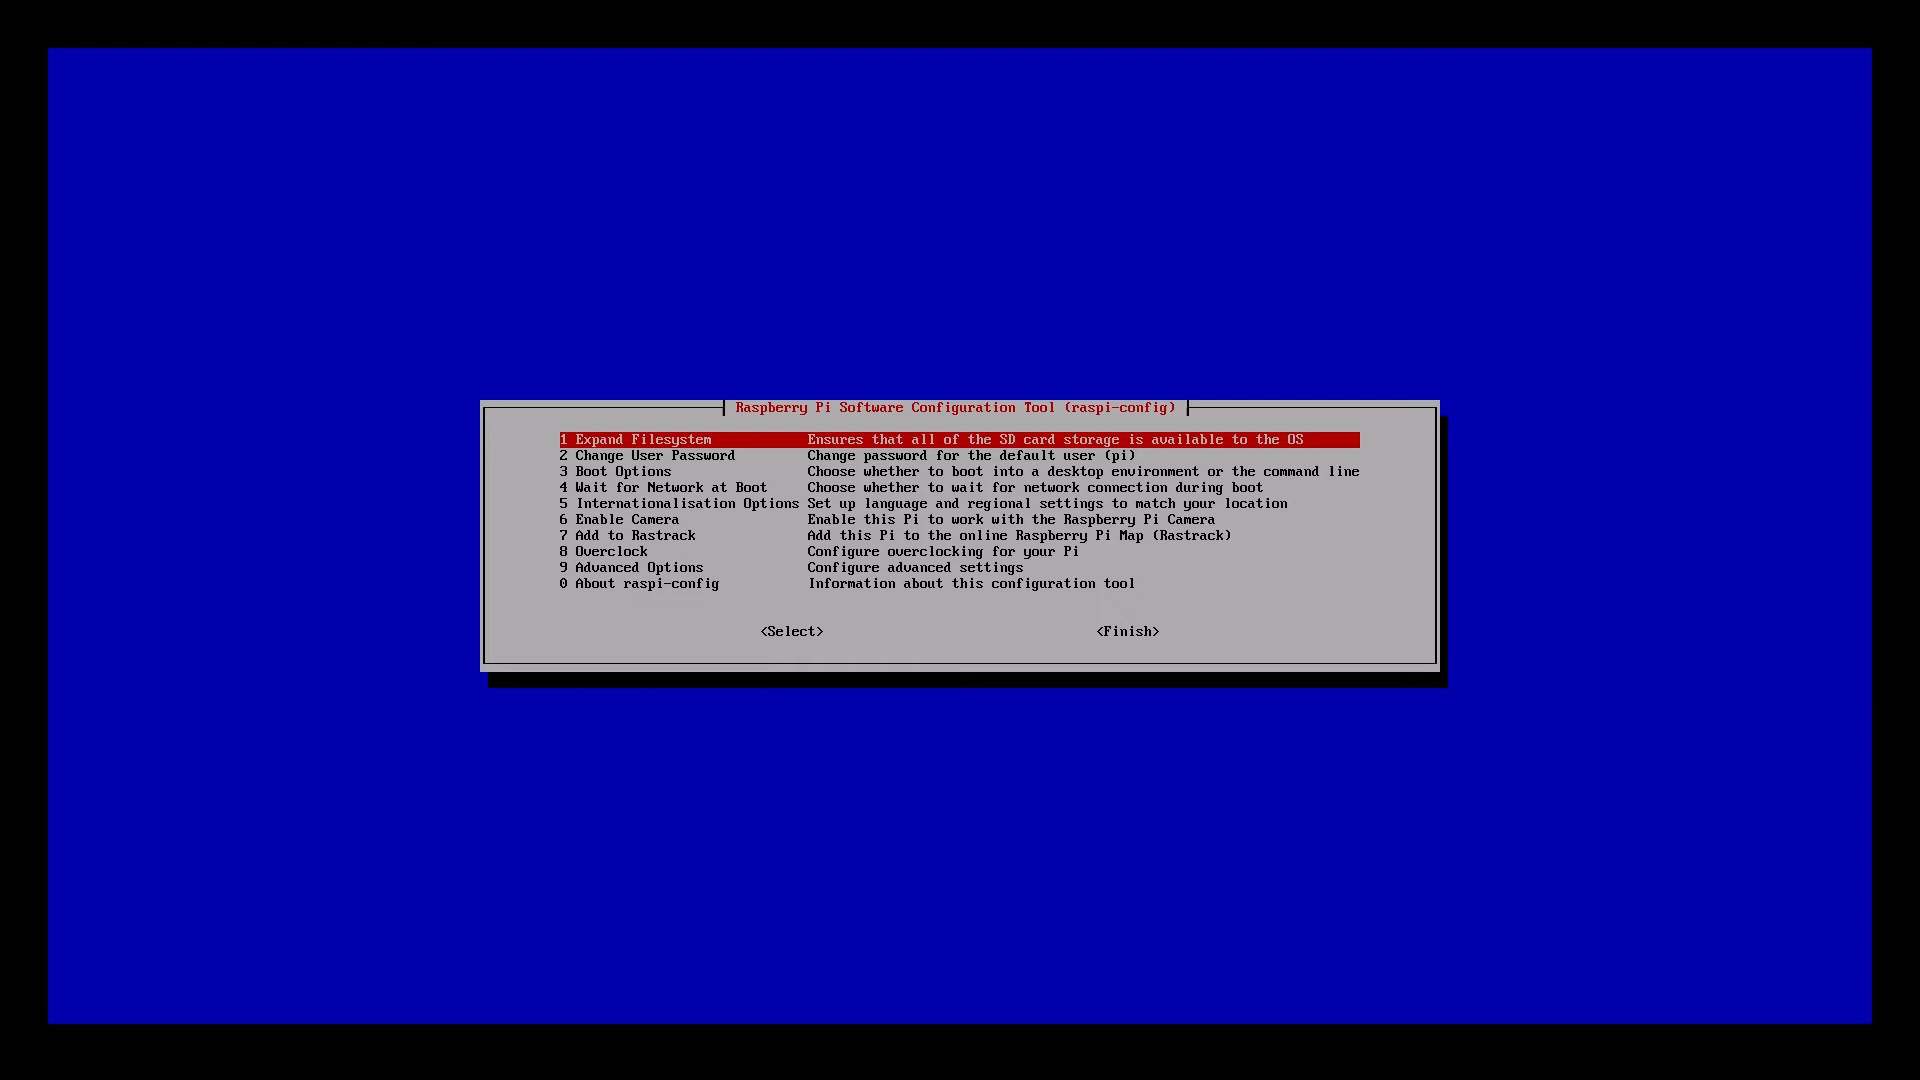 Raspberry Pi Software Configuration Tool (raspi-config)
1 Expand Filesystem Ensures that all of the SD card storage is available to the OS
2 Change User Password Change password for the default user (pi)
3 Boot Options Choose whether to boot into a desktop environment or the command line
4 Wait for Network at Boot Choose whether to wait for network connection during boot
5 Internationalisation Options Set up language and regional settings to match your location
6 Enable Camera Enable this Pi to work with the Raspberry Pi Camera
7 Add to Rastrack Add this Pi to the online Raspberry Pi Map (Rastrack)
8 Overclock Configure overclocking for your Pi
9 Advanced Options Configure advanced settings
0 About raspi-config Information about this configuration tool
<Select> <Finish>